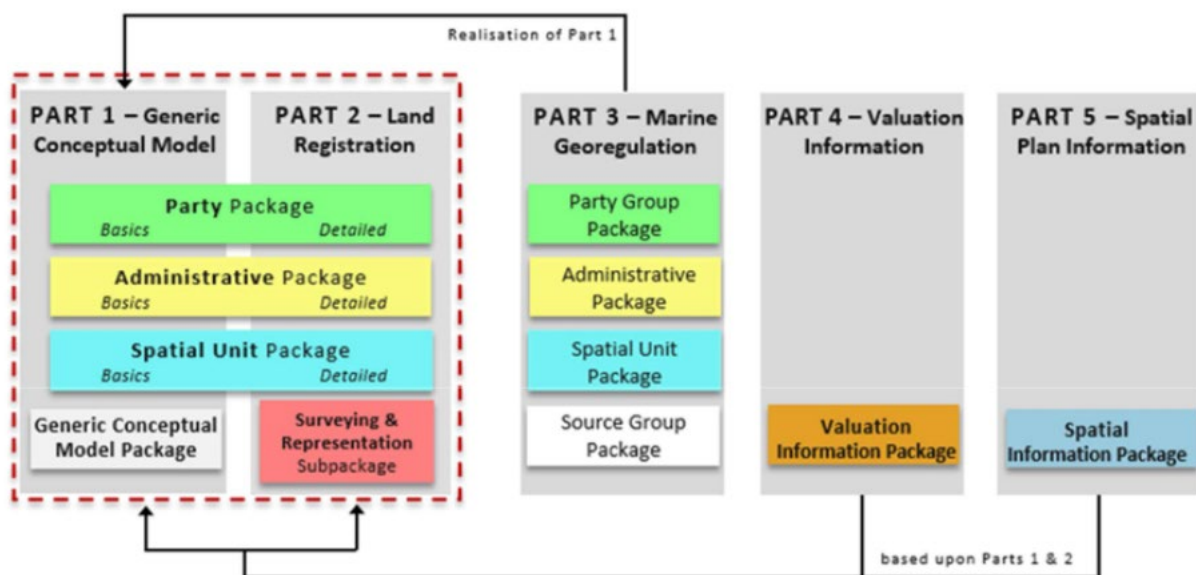 Realisation of Part 1
PART 1 – Generic
Conceptual Model
PART 2 – Land
Registration
PART 3 – Marine
Georegulation
PART 4 – Valuation
Information
PART 5 – Spatial
Plan Information
Party Package
Basics Detailed
Administrative Package
Basics Detailed
Spatial Unit Package
Basics Detailed
Generic Conceptual
Model Package
Surveying &
Representation
Subpackage
Party Group
Package
Administrative
Package
Spatial Unit
Package
Source Group
Package
Valuation
Information Package
Spatial
Information Package
based upon Parts 1 & 2